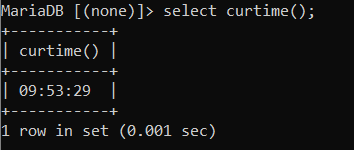 MariaDB [(none)]> select curtime();
+-----------+
| curtime() |
+-----------+
| 09:53:29  |
+-----------+
1 row in set (0.001 sec)